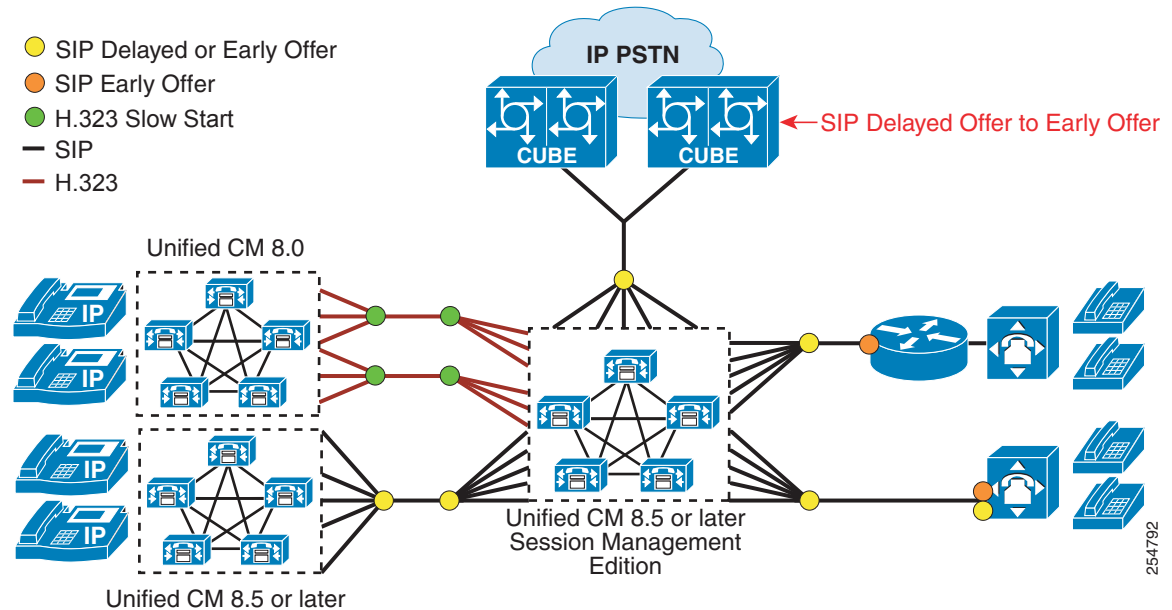 SIP Delayed or Early Offer
SIP Early Offer
H.323 Slow Start
SIP
H.323
IP PSTN
CUBE
CUBE
SIP Delayed Offer to Early Offer
Unified CM 8.0
IP
IP
IP
IP
Unified CM 8.5 or later
Unified CM 8.5 or later
Session Management
Edition
254792